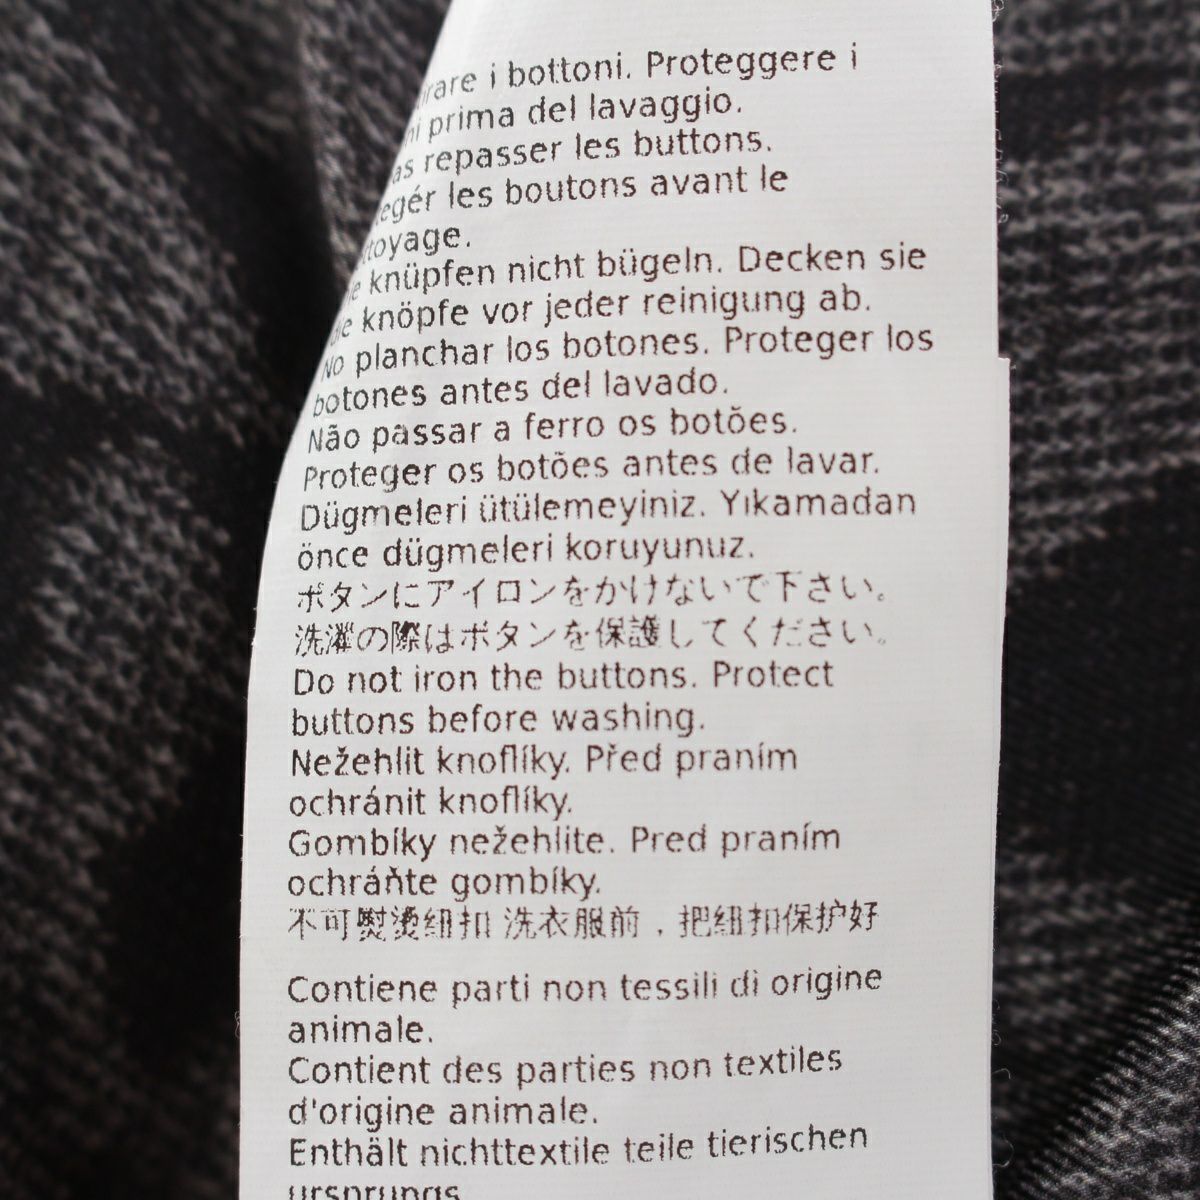 i bottoni. Proteggere i
prima del lavaggio.
repasser les buttons.
les boutons avant le
knüpfen nicht bügeln. Decken sie
knöpfe vor jeder reinigung ab.
No planchar los botones. Proteger los
botones antes del lavado.
Não passar a ferro os botões.
Proteger os botões antes de lavar.
Dügmeleri ütülemeyiniz. Yıkamadan
önce dügmeleri koruyunuz.
ボタンにアイロンをかけないで下さい。
洗濯の際はボタンを保護してください。
Do not iron the buttons. Protect
buttons before washing.
Nežehlit knoflíky. Před praním
ochránit knoflíky.
Gombíky nežehlite. Pred praním
ochráňte gombíky.
不可熨烫纽扣 洗衣服前，把纽扣保护好
Contiene parti non tessili di origine
animale.
Contient des parties non textiles
d'origine animale.
Enthält nichttextile teile tierischen
ursprungs